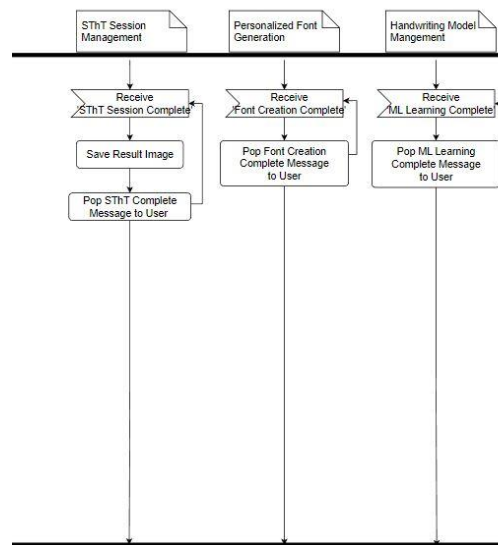 SThT Session
Management
Personalized Font
Generation
Handwriting Model
Mangement
Receive
'SThT Session Complete'
Receive
'Font Creation Complete'
Receive
'ML Learning Complete'
Save Result Image
Pop Font Creation
Complete Message
to User
Pop ML Learning
Complete Message
to User
Pop SThT Complete
Message to User